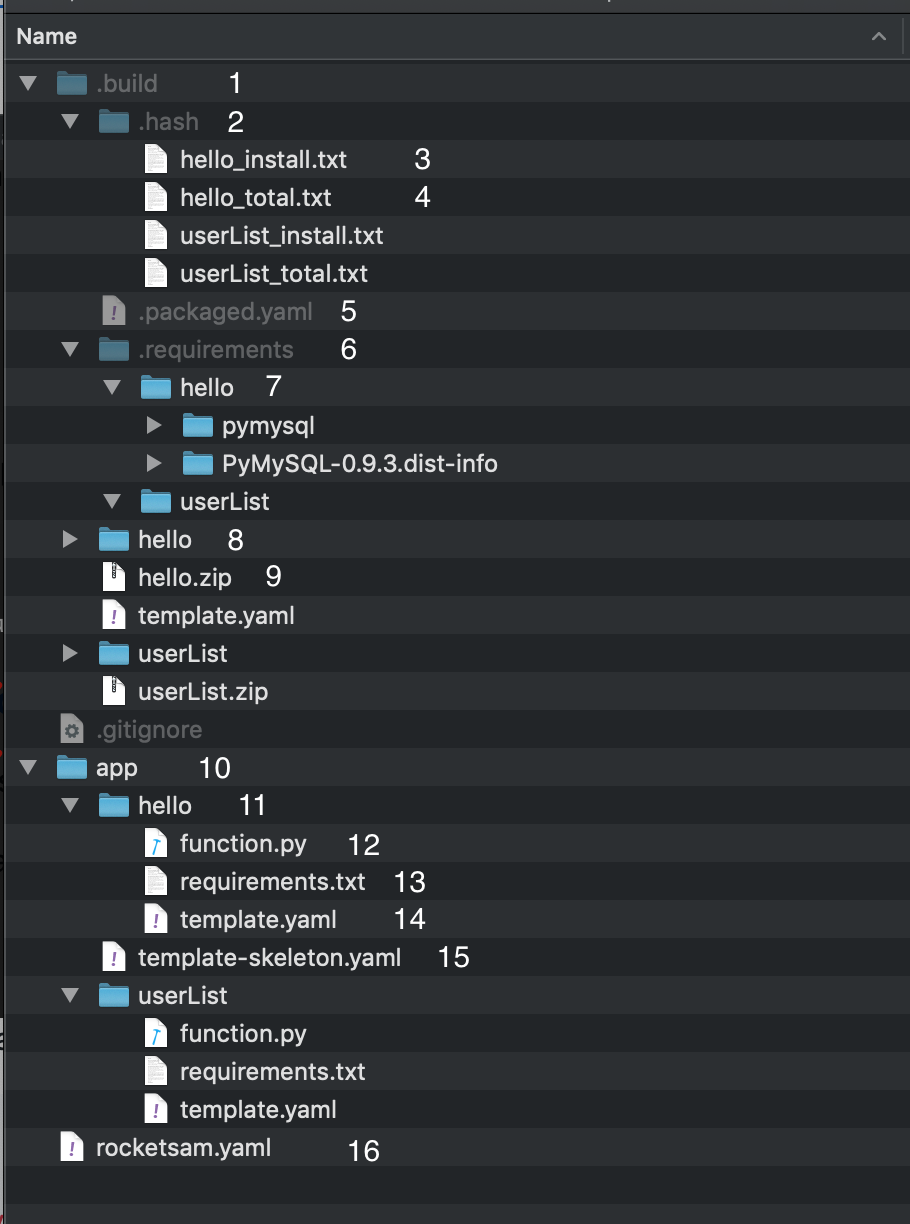 Name
.build 1
.hash 2
hello_install.txt 3
hello_total.txt 4
userList_install.txt
userList_total.txt
.packaged.yaml 5
.requirements 6
hello 7
pymysql
PyMySQL-0.9.3.dist-info
userList
hello 8
hello.zip 9
template.yaml
userList
userList.zip
.gitignore
app 10
hello 11
function.py 12
requirements.txt 13
template.yaml 14
template-skeleton.yaml 15
userList
function.py
requirements.txt
template.yaml
rocketsam.yaml 16